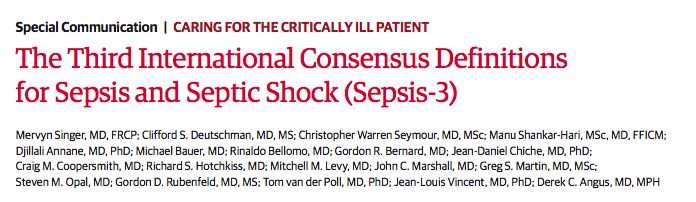 Special Communication | CARING FOR THE CRITICALLY ILL PATIENT
The Third International Consensus Definitions
for Sepsis and Septic Shock (Sepsis-3)
Mervyn Singer, MD, FRCP; Clifford S. Deutschman, MD, MS; Christopher Warren Seymour, MD, MSc; Manu Shankar-Hari, MSc, MD, FFICM;
Djillali Annane, MD, PhD; Michael Bauer, MD; Rinaldo Bellomo, MD; Gordon R. Bernard, MD; Jean-Daniel Chiche, MD, PhD;
Craig M. Coopersmith, MD; Richard S. Hotchkiss, MD; Mitchell M. Levy, MD; John C. Marshall, MD; Greg S. Martin, MD, MSc;
Steven M. Opal, MD; Gordon D. Rubenfeld, MD, MS; Tom van der Poll, MD, PhD; Jean-Louis Vincent, MD, PhD; Derek C. Angus, MD, MPH